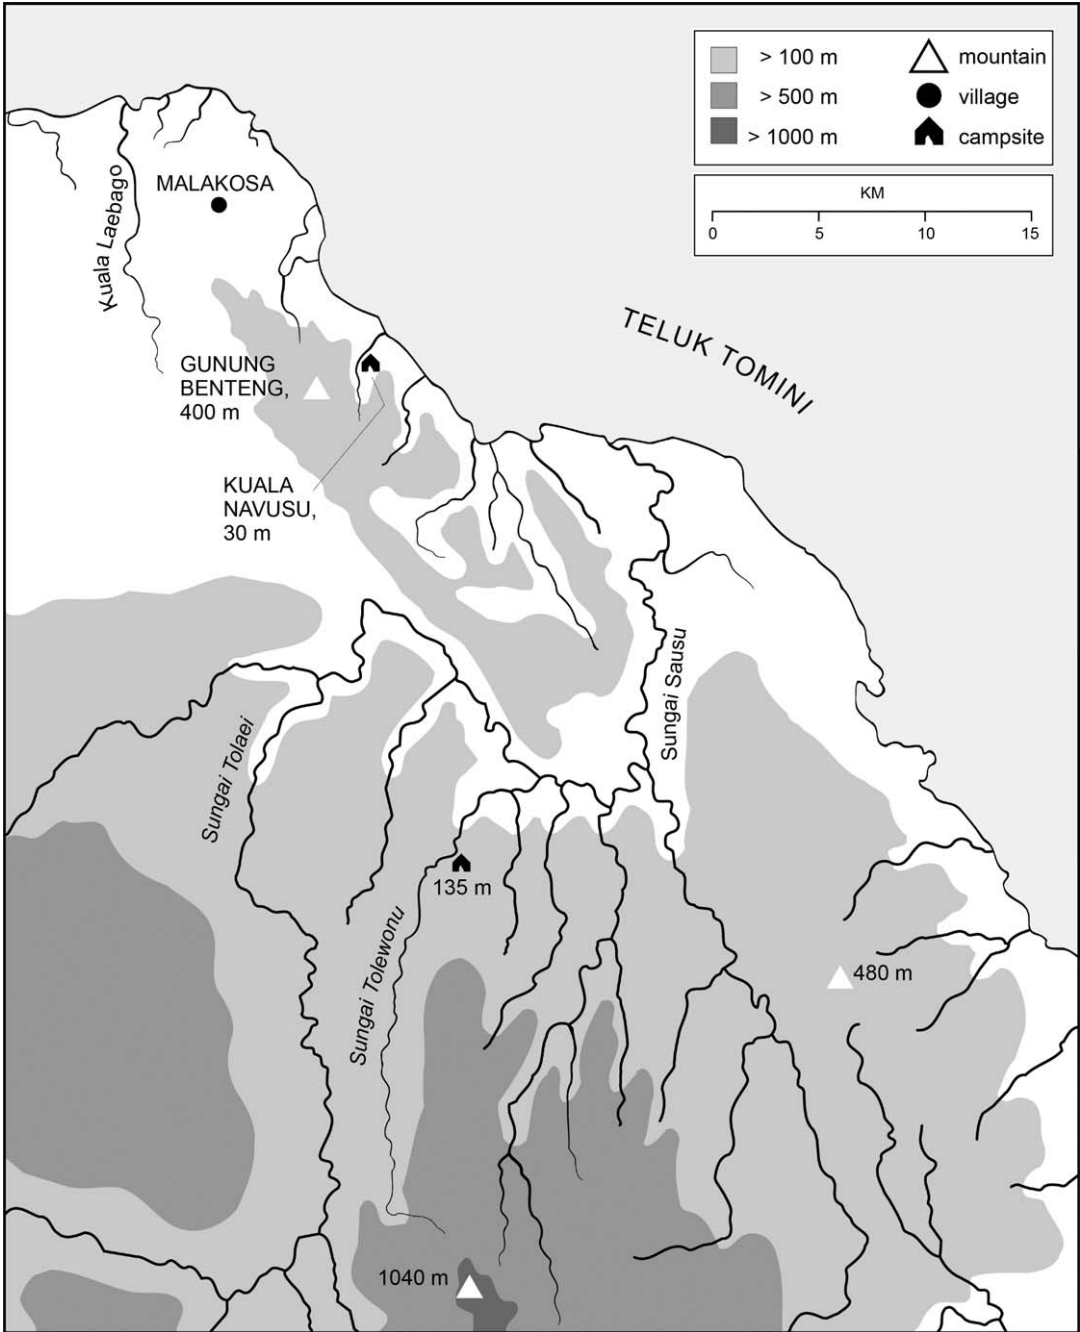 > 100 m
mountain
> 500 m
village
> 1000 m
campsite
KM
0 5 10 15
MALAKOSA
Kuala Laebago
TELUK TOMINI
GUNUNG
BENTENG,
400 m
KUALA
NAVUSU,
30 m
Sungai Sausu
Sungai Tolaei
135 m
Sungai Tolewonu
480 m
1040 m